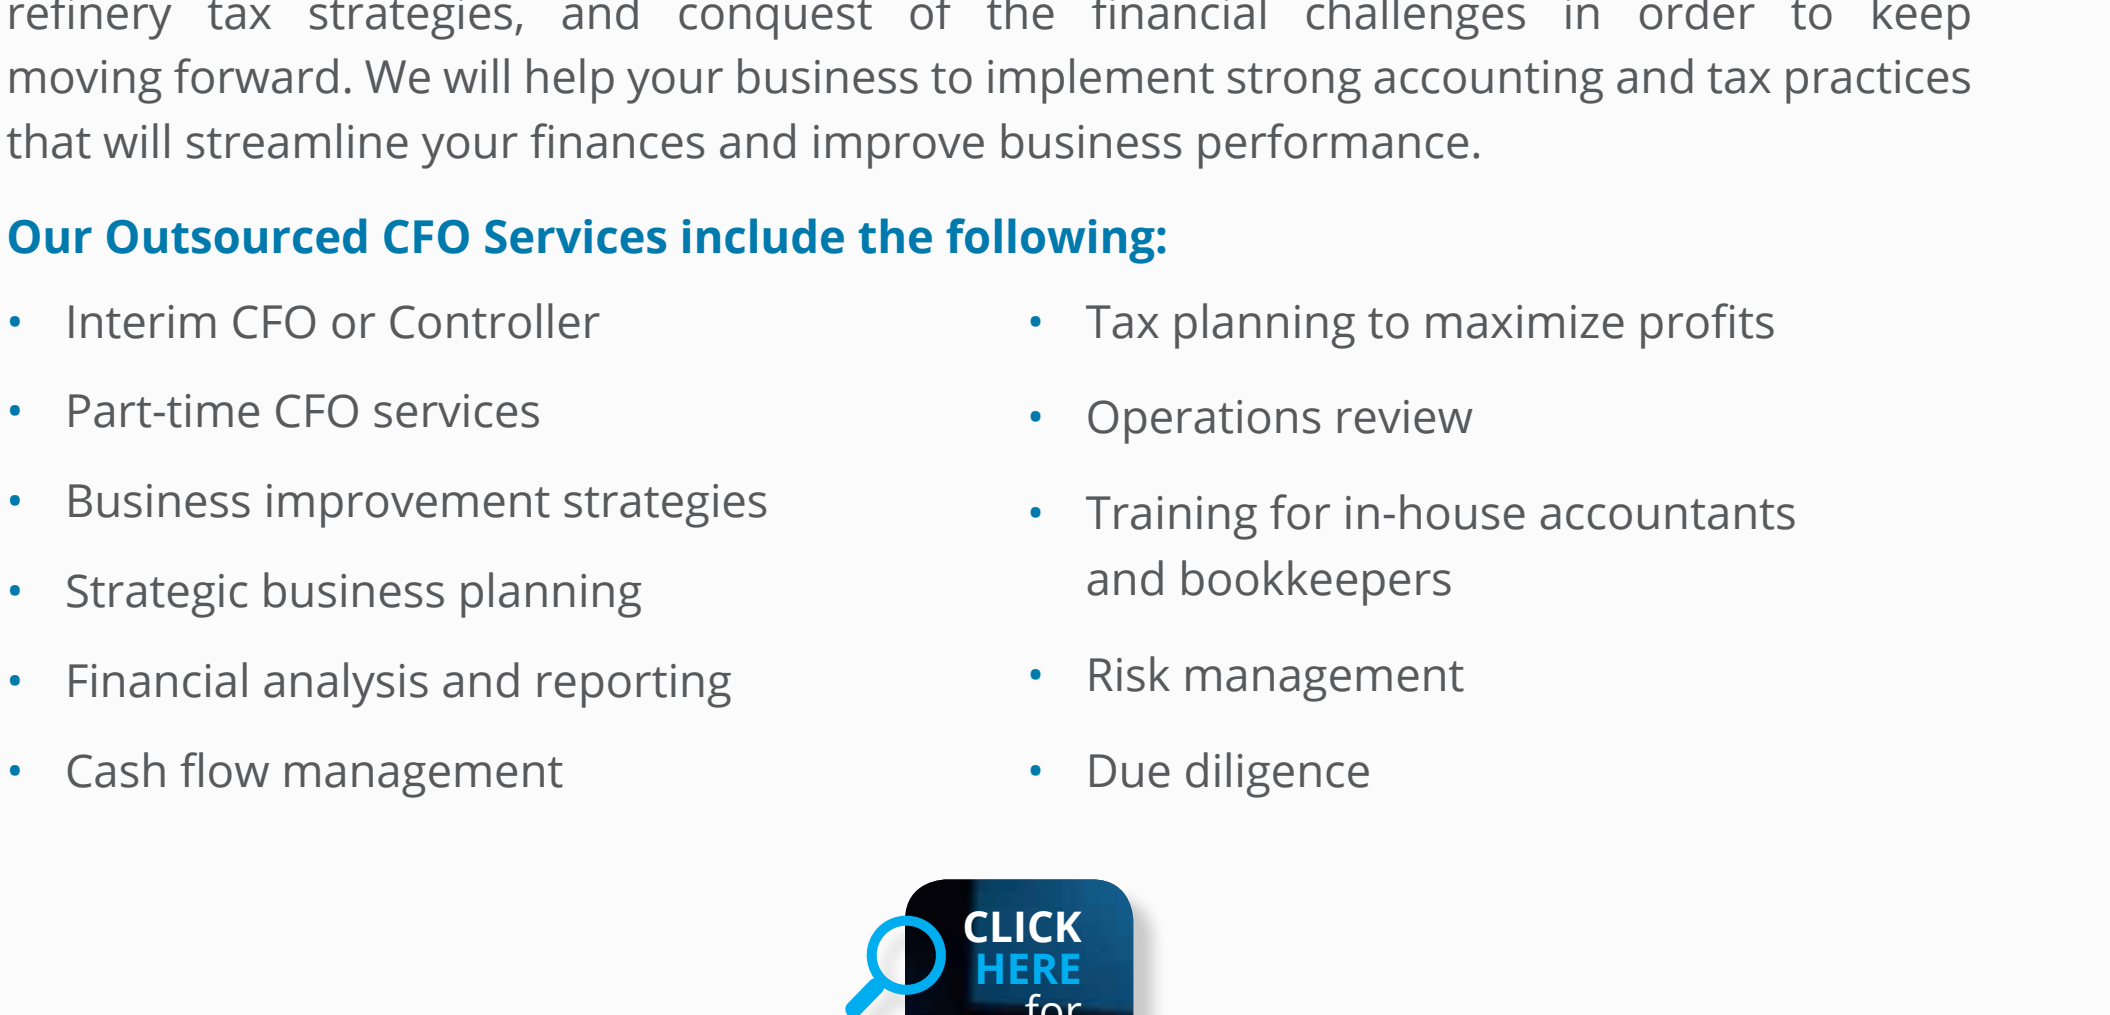 refinery tax strategies, and conquest of the financial challenges in order to keep
moving forward. We will help your business to implement strong accounting and tax practices
that will streamline your finances and improve business performance.
Our Outsourced CFO Services include the following:
• Interim CFO or Controller
• Part-time CFO services
• Business improvement strategies
• Strategic business planning
• Financial analysis and reporting
• Cash flow management
• Tax planning to maximize profits
• Operations review
• Training for in-house accountants
and bookkeepers
• Risk management
• Due diligence
CLICK
HERE
for